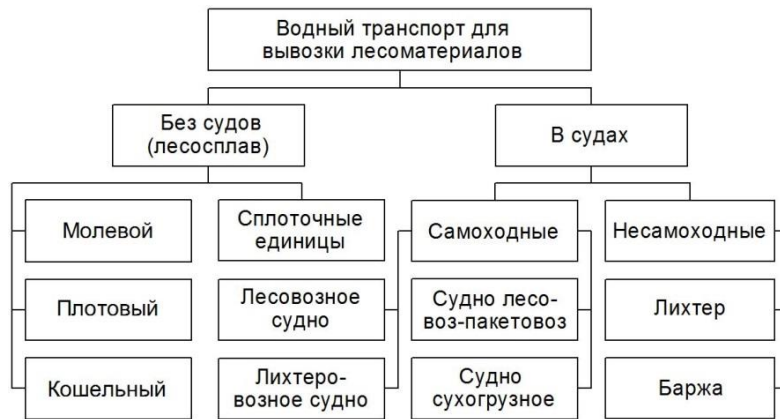 Водный транспорт для
вывозки лесоматериалов
Без судов
(лесосплав)
В судах
Молевой
Сплоточные
единицы
Самоходные
Несамоходные
Плотовый
Лесовозное
судно
Судно лесо-
воз-пакетовоз
Лихтер
Кошельный
Лихтеро-
возное судно
Судно
сухогрузное
Баржа